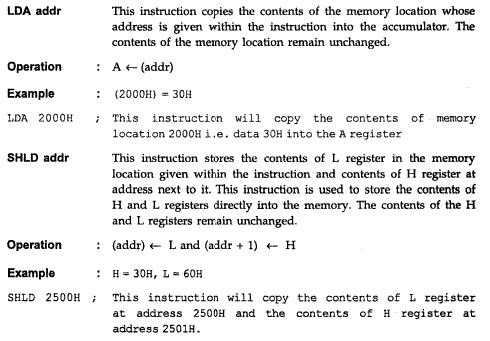 LDA addr This instruction copies the contents of the memory location whose
address is given within the instruction into the accumulator. The
contents of the memory location remain unchanged.
Operation : A ← (addr)
Example : (2000H) = 30H
LDA 2000H ; This instruction will copy the contents of memory
location 2000H i.e. data 30H into the A register
SHLD addr This instruction stores the contents of L register in the memory
location given within the instruction and contents of H register at
address next to it. This instruction is used to store the contents of
H and L registers directly into the memory. The contents of the H
and L registers remain unchanged.
Operation : (addr) ← L and (addr + 1) ← H
Example : H = 30H, L = 60H
SHLD 2500H ; This instruction will copy the contents of L register
at address 2500H and the contents of H register at
address 2501H.